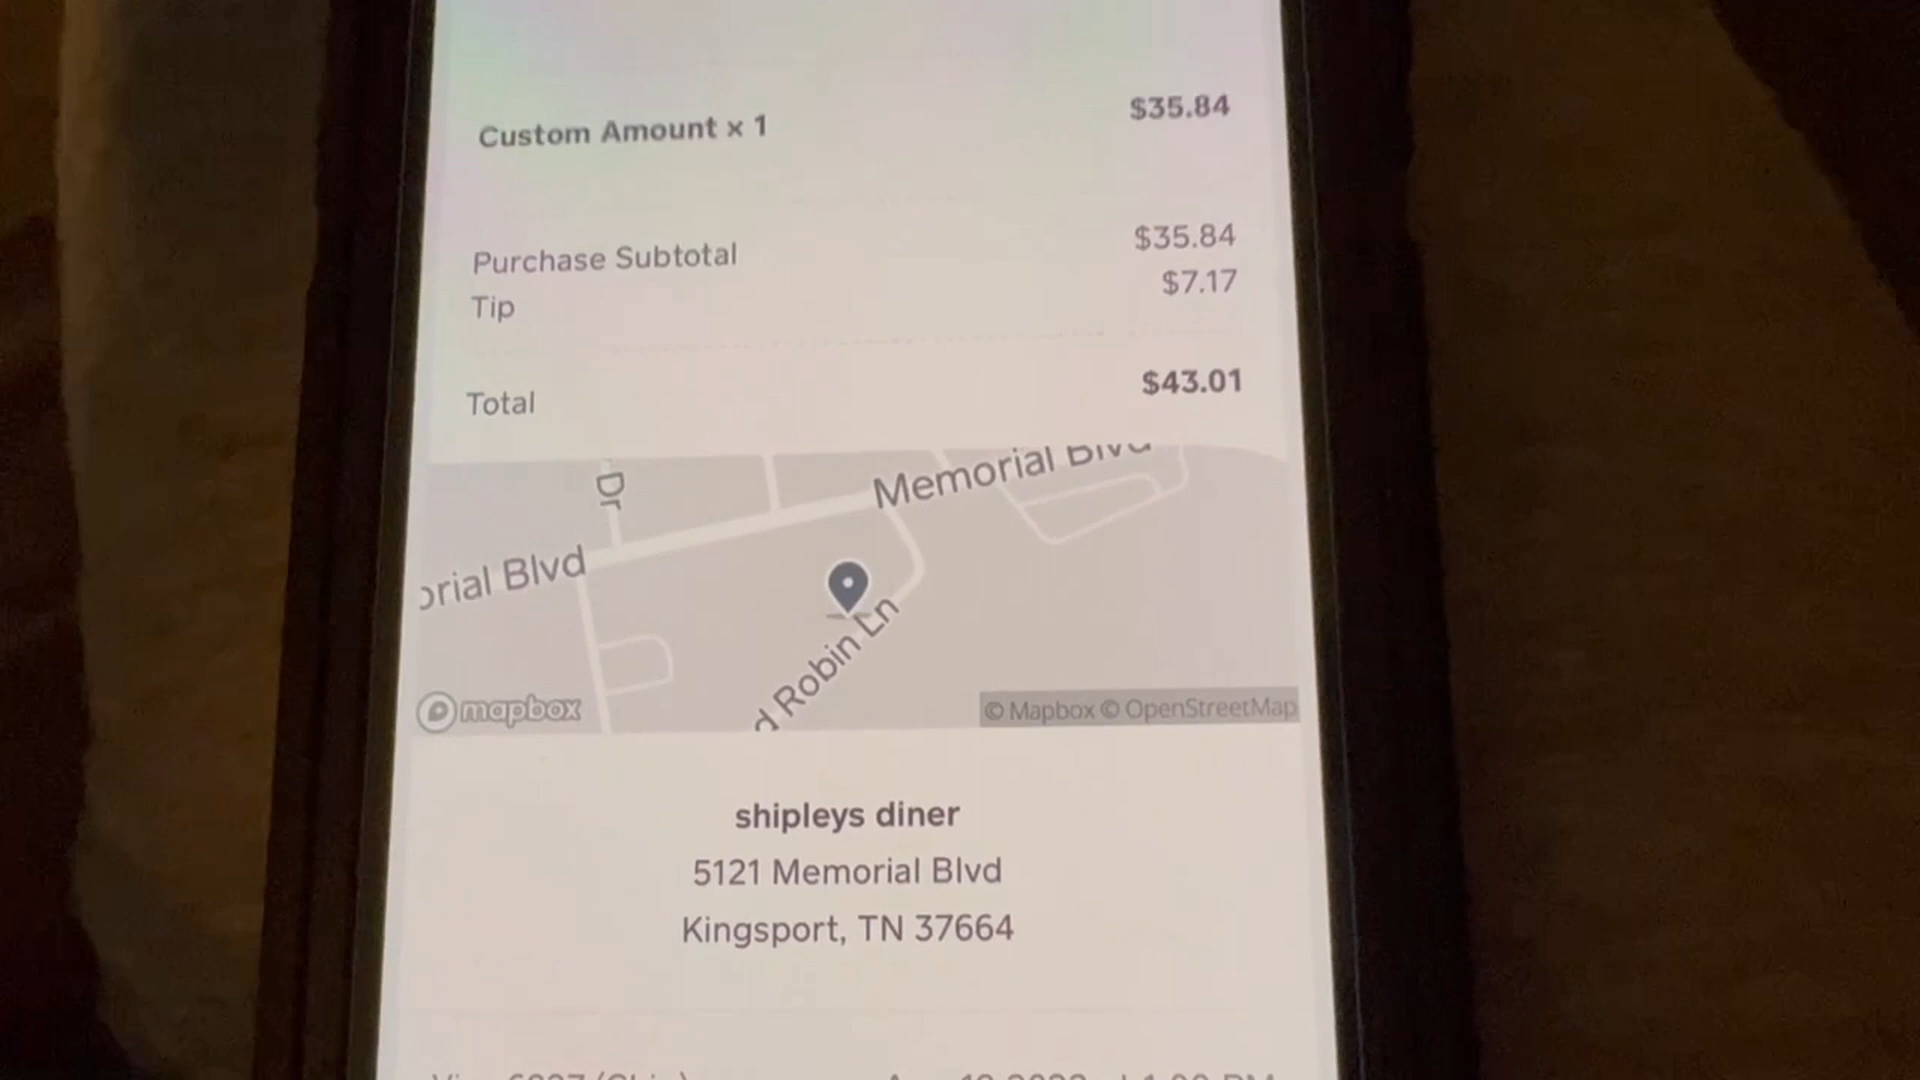 Custom Amount x 1 $35.84
Purchase Subtotal $35.84
Tip $7.17
Total $43.01
Memorial Blvd
Dr
orial Blvd
d Robin Ln
mapbox
© Mapbox © OpenStreetMap
shipleys diner
5121 Memorial Blvd
Kingsport, TN 37664